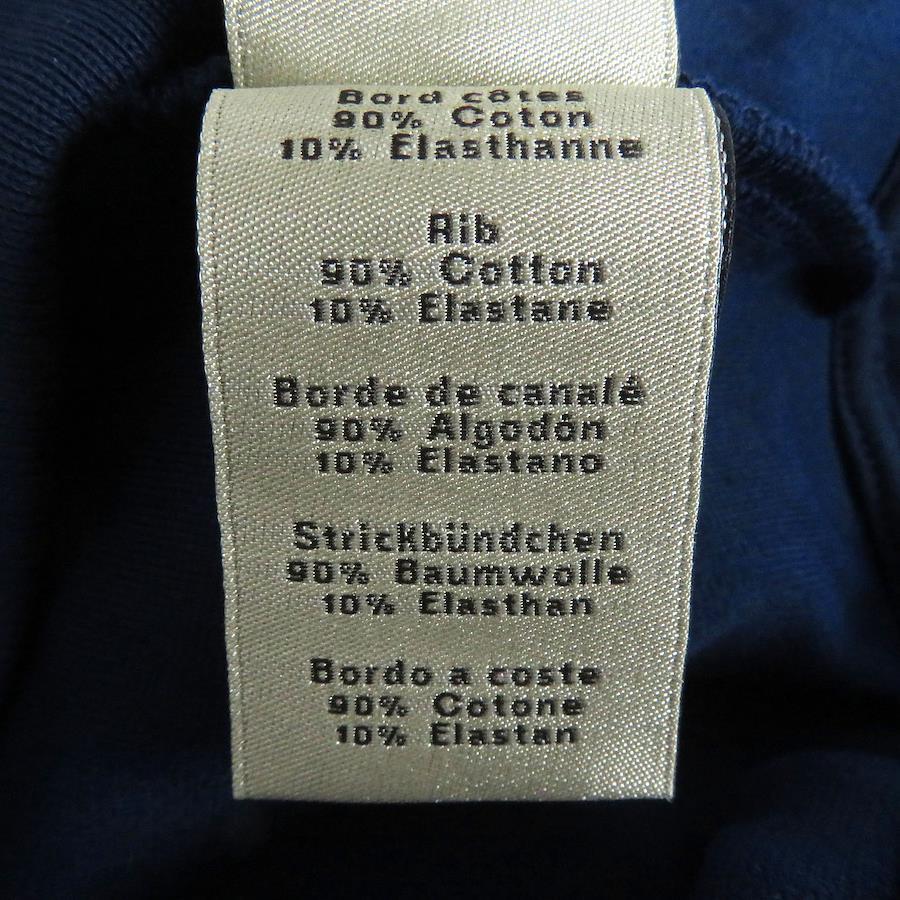 Bord côtes
90% Coton
10% Elasthanne
Rib
90% Cotton
10% Elastane
Borde de canalé
90% Algodón
10% Elastano
Strickbündchen
90% Baumwolle
10% Elasthan
Bordo a coste
90% Cotone
10% Elastan